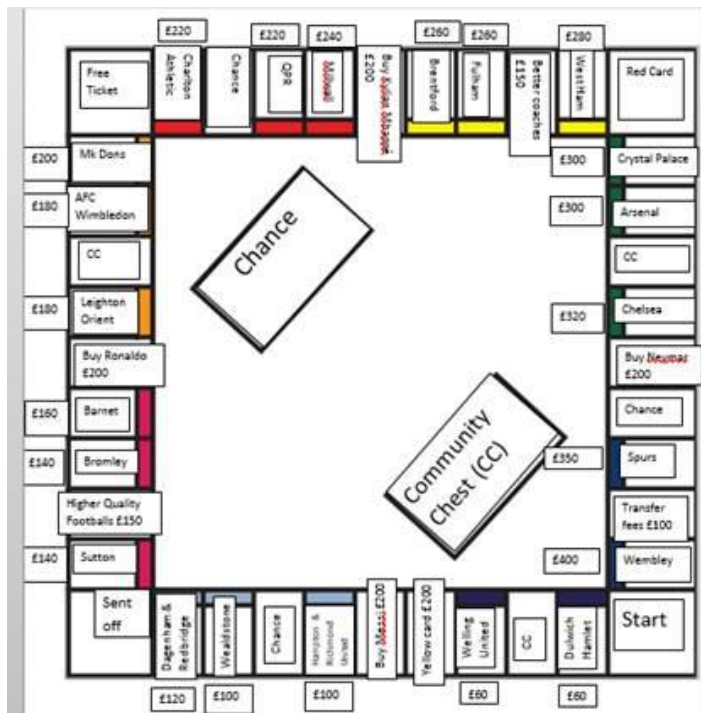 £220
£220
£240
£260
£260
£280
Free
Ticket
Charlton
Athletic
Chance
QPR
Millwall
Buy Kylian Mbappé
£200
Brentford
Fulham
Better coaches
£150
West Ham
Red Card
£200
Mk Dons
£300
Crystal Palace
£180
AFC
Wimbledon
£300
Arsenal
CC
CC
£180
Leighton
Orient
£320
Chelsea
Buy Ronaldo
£200
Buy Neymar
£200
£160
Barnet
Chance
£140
Bromley
£350
Spurs
Higher Quality
Footballs £150
Transfer
fees £100
£140
Sutton
£400
Wembley
Chance
Community
Chest (CC)
Sent
off
Dagenham &
Redbridge
Wealdstone
Chance
Hampton &
Richmond
United
Buy Messi £200
Yellow card £200
Welling
United
CC
Dulwich
Hamlet
Start
£120
£100
£100
£60
£60